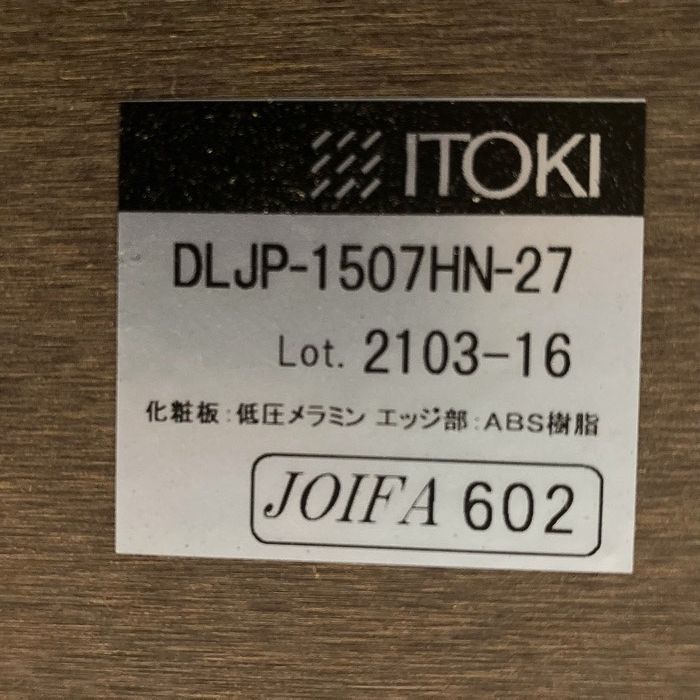 ITOKI
DLJP-1507HN-27
Lot. 2103-16
化粧板:低圧メラミン エッジ部:ABS樹脂
JOIFA 602